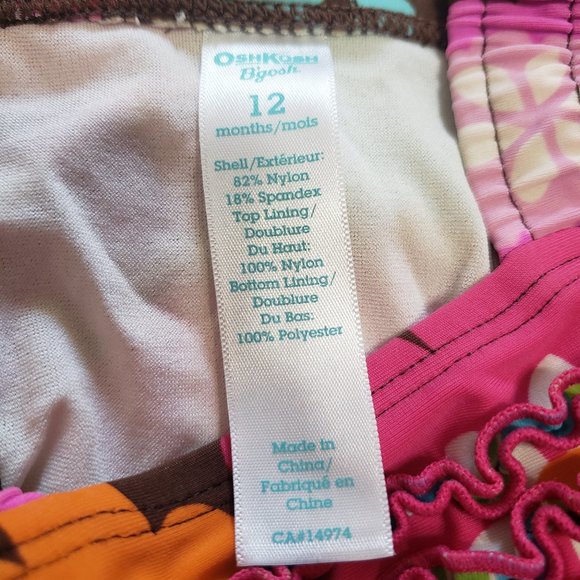 OshKosh
B'gosh
12
months/mois
Shell/Extérieur:
82% Nylon
18% Spandex
Top Lining/
Doublure
Du Haut:
100% Nylon
Bottom Lining/
Doublure
Du Bas:
100% Polyester
Made in
China/
Fabriqué en
Chine
CA#14974